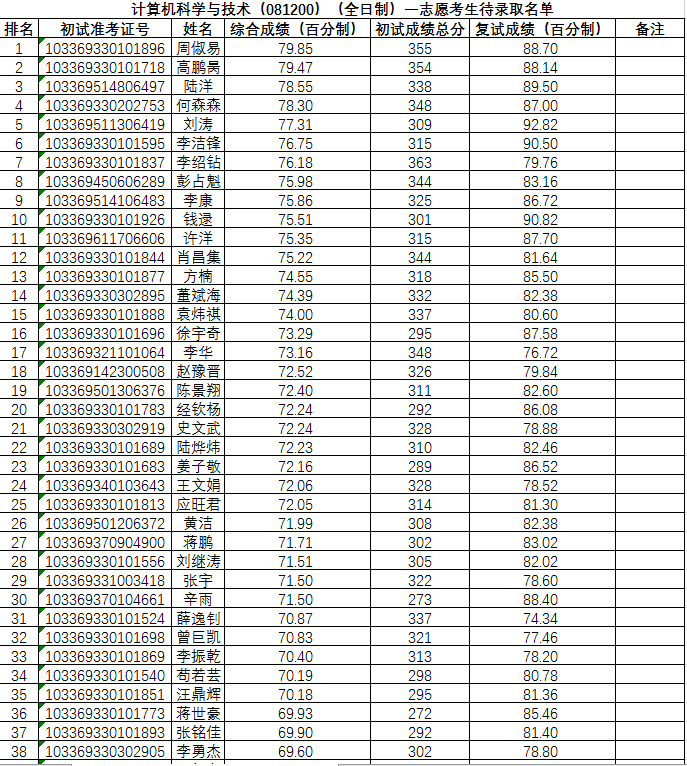 计算机科学与技术（081200）（全日制）一志愿考生待录取名单
排名 初试准考证号 姓名 综合成绩（百分制） 初试成绩总分 复试成绩（百分制） 备注
1 103369330101896 周俶易 79.85 355 88.70
2 103369330101718 高鹏昺 79.47 354 88.14
3 103369514806497 陆洋 78.55 338 89.50
4 103369330202753 何森森 78.30 348 87.00
5 103369511306419 刘涛 77.31 309 92.82
6 103369330101595 李洁锋 76.75 315 90.50
7 103369330101837 李绍钻 76.18 363 79.76
8 103369450606289 彭占魁 75.98 344 83.16
9 103369514106483 李康 75.86 325 86.72
10 103369330101926 钱逯 75.51 301 90.82
11 103369611706606 许洋 75.35 315 87.70
12 103369330101844 肖昌集 75.22 344 81.64
13 103369330101877 方楠 74.55 318 85.50
14 103369330302895 董斌海 74.39 332 82.38
15 103369330101888 袁炜祺 74.00 337 80.60
16 103369330101696 徐宇奇 73.29 295 87.58
17 103369321101064 李华 73.16 348 76.72
18 103369142300508 赵豫晋 72.52 326 79.84
19 103369501306376 陈景翔 72.40 311 82.60
20 103369330101783 经钦杨 72.24 292 86.08
21 103369330302919 史文武 72.24 328 78.88
22 103369330101689 陆烨炜 72.23 310 82.46
23 103369330101683 姜子敬 72.16 289 86.52
24 103369340103643 王文娟 72.06 328 78.52
25 103369330101813 应旺君 72.05 314 81.30
26 103369501206372 黄洁 71.99 308 82.38
27 103369370904900 蒋鹏 71.71 302 83.02
28 103369330101556 刘继涛 71.51 305 82.02
29 103369331003418 张宇 71.50 322 78.60
30 103369370104661 辛雨 71.50 273 88.40
31 103369330101524 薛逸钊 70.87 337 74.34
32 103369330101698 曾巨凯 70.83 321 77.46
33 103369330101869 李振乾 70.40 313 78.20
34 103369330101540 苟若芸 70.19 298 80.78
35 103369330101851 汪鼎辉 70.18 295 81.36
36 103369330101773 蒋世豪 69.93 272 85.46
37 103369330101893 张铭佳 69.90 292 81.40
38 103369330302905 李勇杰 69.60 302 78.80